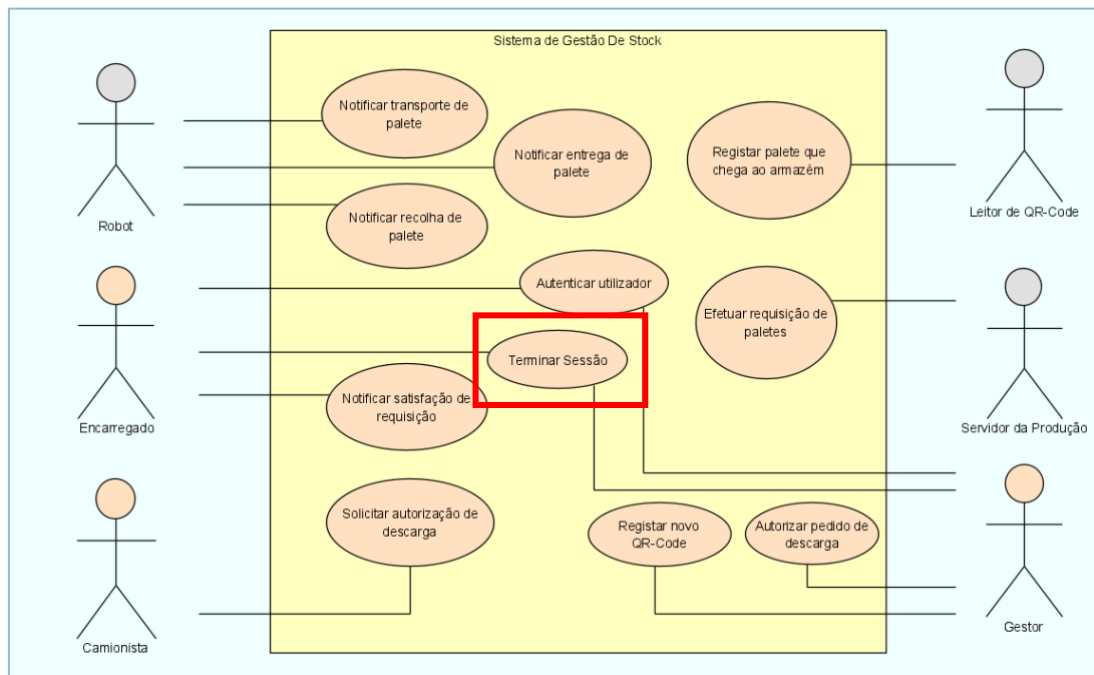 Sistema de Gestão De Stock
Notificar transporte de
palete
Notificar entrega de
palete
Registar palete que
chega ao armazém
Robot
Notificar recolha de
palete
Leitor de QR-Code
Autenticar utilizador
Efetuar requisição de
paletes
Terminar Sessão
Notificar satisfação de
requisição
Encarregado
Servidor da Produção
Solicitar autorização de
descarga
Registar novo
QR-Code
Autorizar pedido de
descarga
Camionista
Gestor